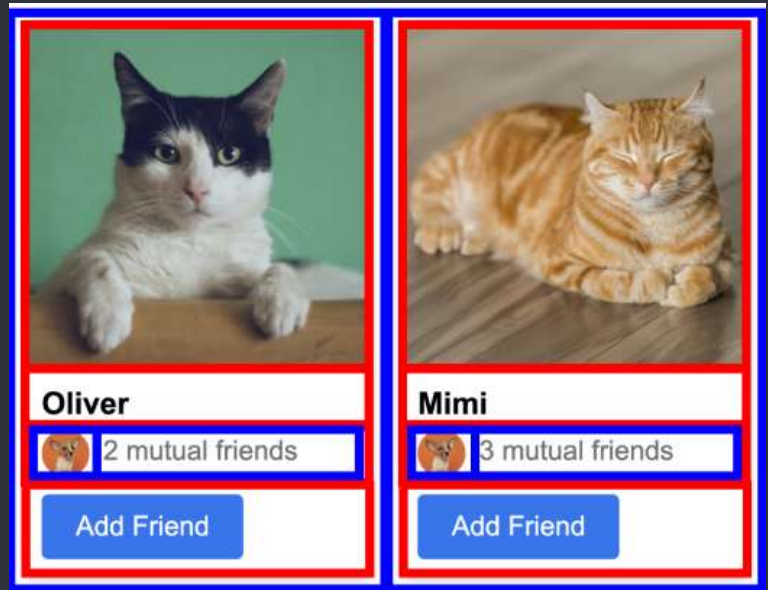 Oliver
2 mutual friends
Add Friend
Mimi
3 mutual friends
Add Friend